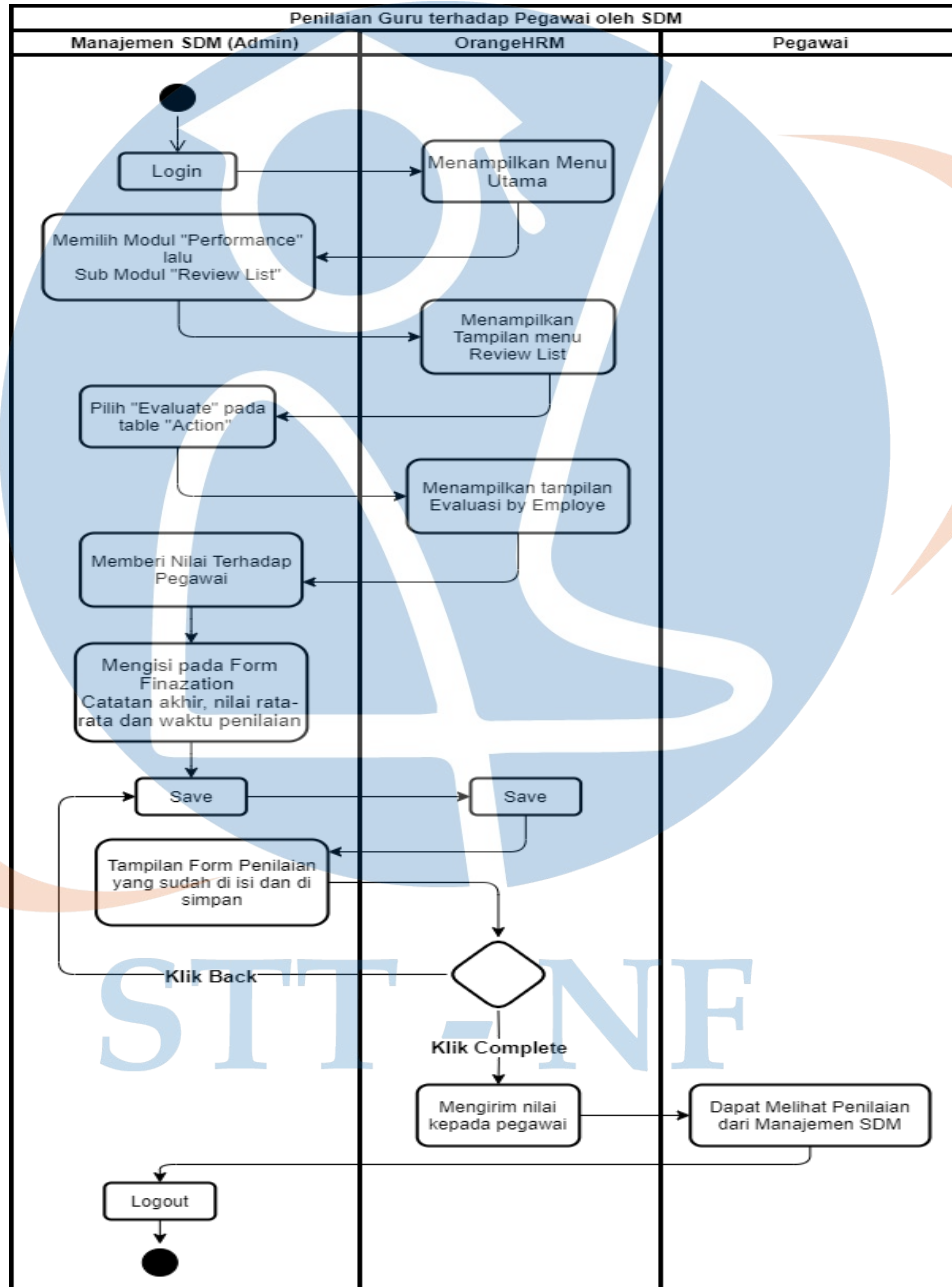 Penilaian Guru terhadap Pegawai oleh SDM
Manajemen SDM (Admin)
OrangeHRM
Pegawai
Login
Menampilkan Menu
Utama
Memilih Modul "Performance"
lalu
Sub Modul "Review List"
Menampilkan
Tampilan menu
Review List
Pilih "Evaluate" pada
table "Action"
Menampilkan tampilan
Evaluasi by Employe
Memberi Nilai Terhadap
Pegawai
Mengisi pada Form
Finazation
Catatan akhir, nilai rata-
rata dan waktu penilaian
Save
Save
Tampilan Form Penilaian
yang sudah di isi dan di
simpan
Klik Back
STT - NF
Klik Complete
Mengirim nilai
kepada pegawai
Dapat Melihat Penilaian
dari Manajemen SDM
Logout